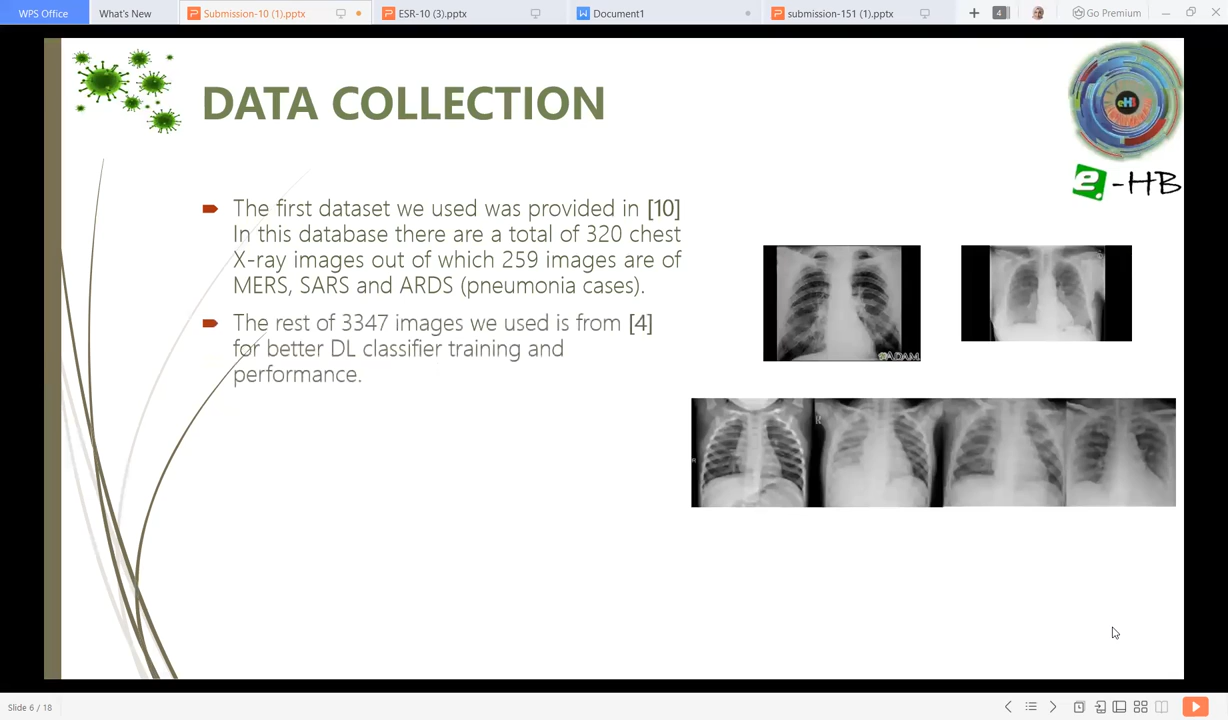 WPS Office
What's New
Submission-10 (1).pptx
ESR-10 (3).pptx
Document1
submission-151 (1).pptx
4
Go Premium
DATA COLLECTION
eHB
e-HB
The first dataset we used was provided in [10]
In this database there are a total of 320 chest
X-ray images out of which 259 images are of
MERS, SARS and ARDS (pneumonia cases).
The rest of 3347 images we used is from [4]
for better DL classifier training and
performance.
ADAM.
R
Slide 6 / 18